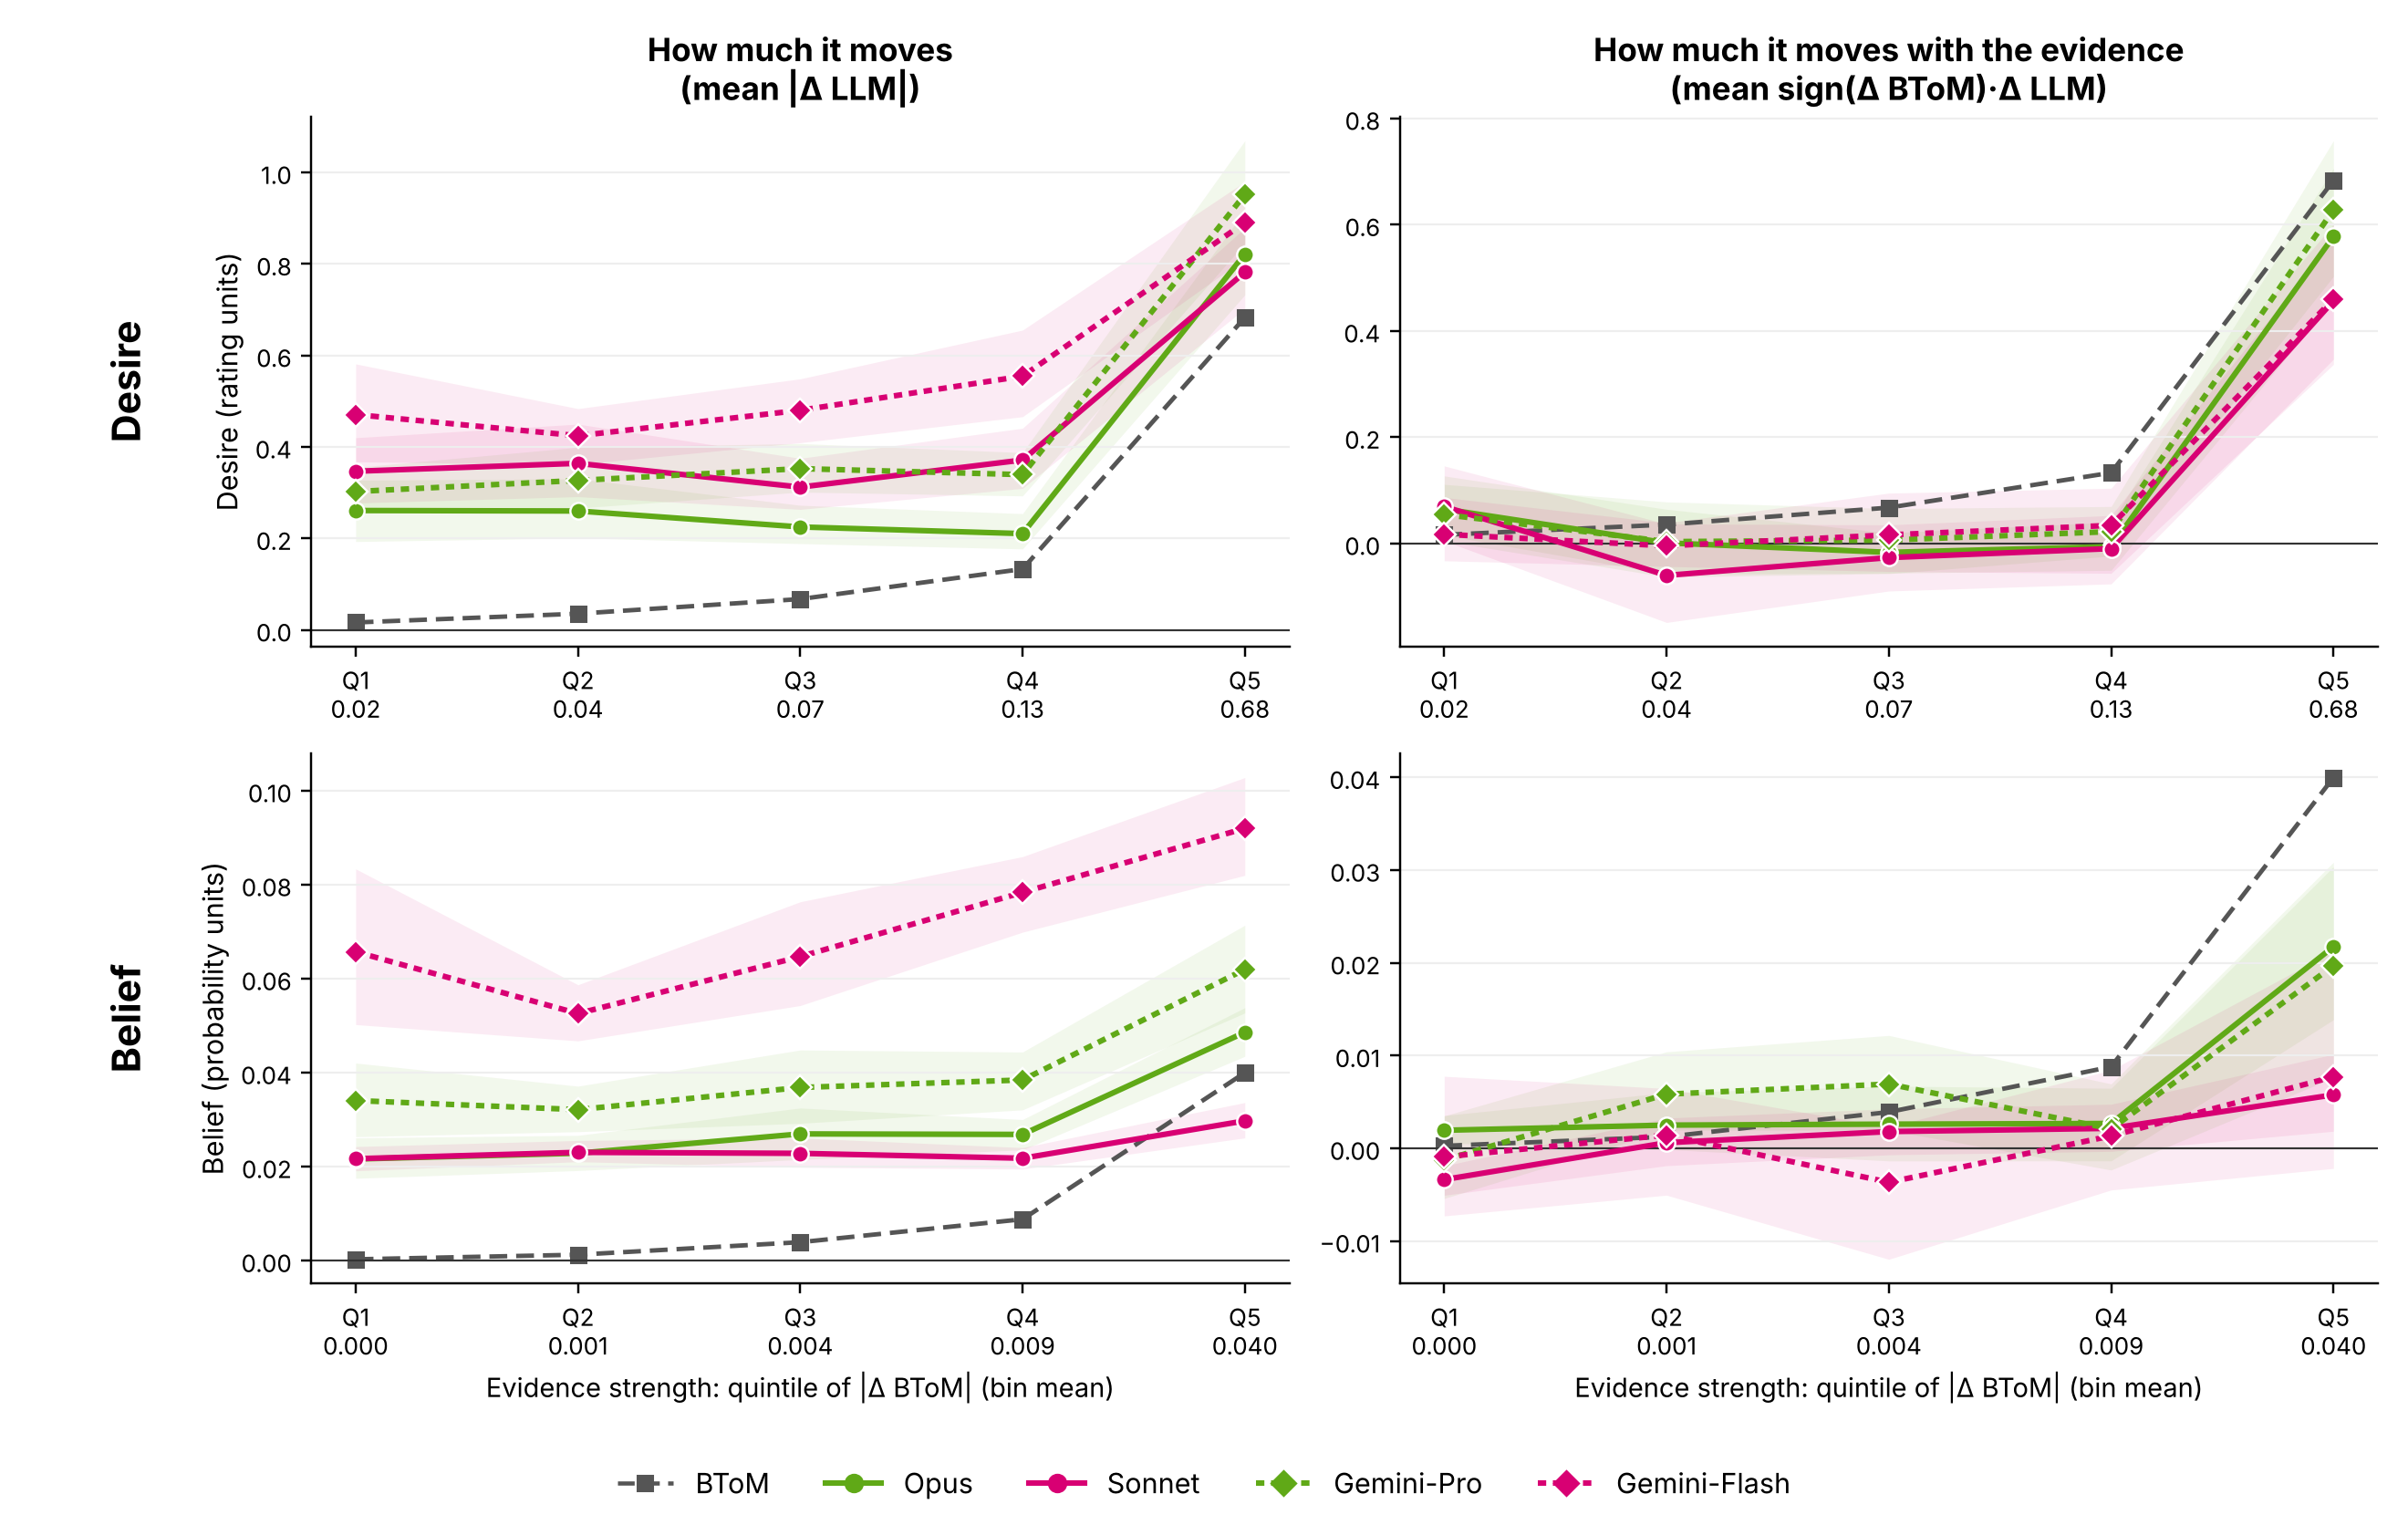 How much it moves
(mean |Δ LLM|)
How much it moves with the evidence
(mean sign(Δ BToM)·Δ LLM)
Desire
Desire (rating units)
1.0
0.8
0.6
0.4
0.2
0.0
Q1 Q2 Q3 Q4 Q5
0.02 0.04 0.07 0.13 0.68
0.8
0.6
0.4
0.2
0.0
Q1 Q2 Q3 Q4 Q5
0.02 0.04 0.07 0.13 0.68
Belief
Belief (probability units)
0.10
0.08
0.06
0.04
0.02
0.00
Q1 Q2 Q3 Q4 Q5
0.000 0.001 0.004 0.009 0.040
Evidence strength: quintile of |Δ BToM| (bin mean)
0.04
0.03
0.02
0.01
0.00
−0.01
Q1 Q2 Q3 Q4 Q5
0.000 0.001 0.004 0.009 0.040
Evidence strength: quintile of |Δ BToM| (bin mean)
BToM Opus Sonnet Gemini-Pro Gemini-Flash